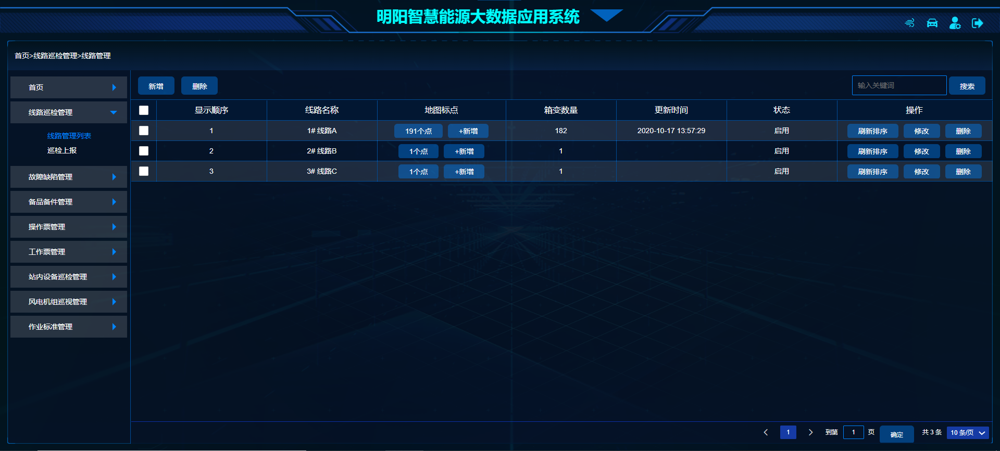 明阳智慧能源大数据应用系统
首页>线路巡检管理>线路管理
首页
线路巡检管理
线路管理列表
巡检上报
故障缺陷管理
备品备件管理
操作票管理
工作票管理
站内设备巡检管理
风电机组巡视管理
作业标准管理
新增 删除 输入关键词 搜索
显示顺序 线路名称 地图标点 箱变数量 更新时间 状态 操作
1 1# 线路A 191个点 +新增 182 2020-10-17 13:57:29 启用 刷新排序 修改 删除
2 2# 线路B 1个点 +新增 1 启用 刷新排序 修改 删除
3 3# 线路C 1个点 +新增 1 启用 刷新排序 修改 删除
1 到第 1 页 确定 共 3 条 10 条/页